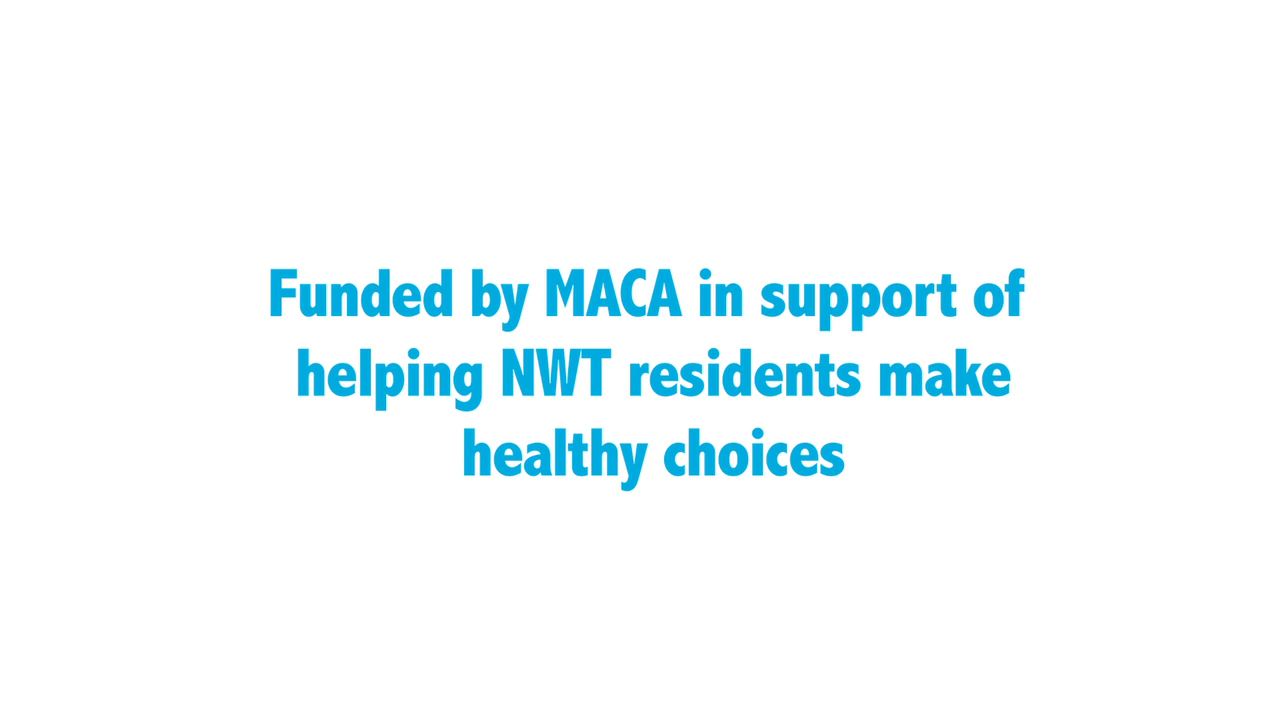 Funded by MACA in support of
helping NWT residents make
healthy choices